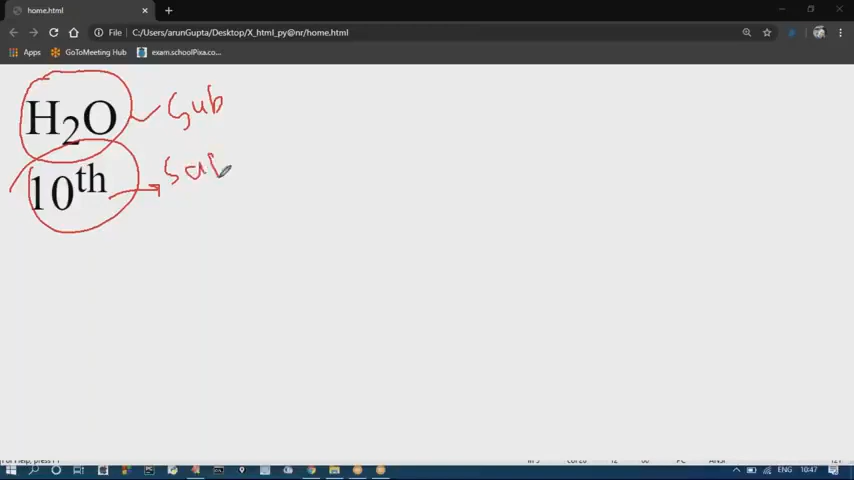 home.html
File C:/Users/arunGupta/Desktop/X_html_py@nr/home.html
Apps GoToMeeting Hub exam.schoolPixa.co...
H2O Sub
10th
ENG 10:47